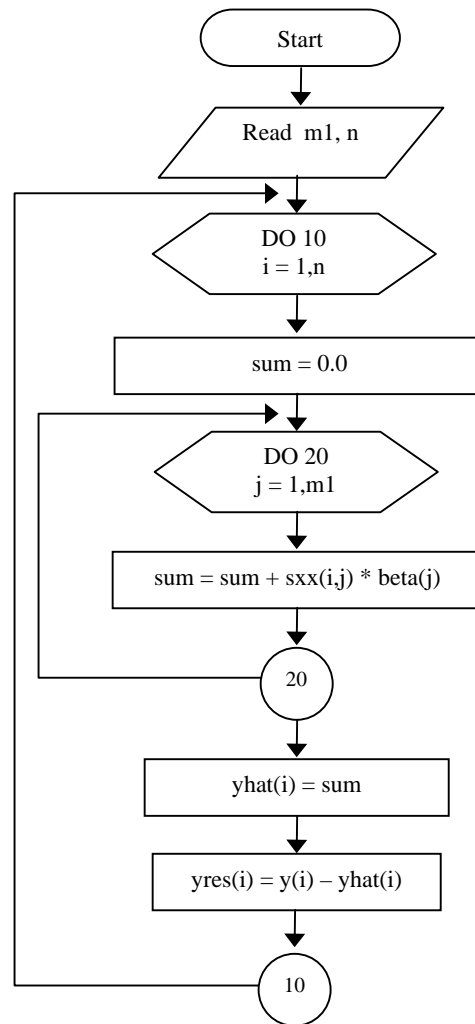 Start
Read m1, n
DO 10
i = 1,n
sum = 0.0
DO 20
j = 1,m1
sum = sum + sxx(i,j) * beta(j)
20
yhat(i) = sum
yres(i) = y(i) – yhat(i)
10